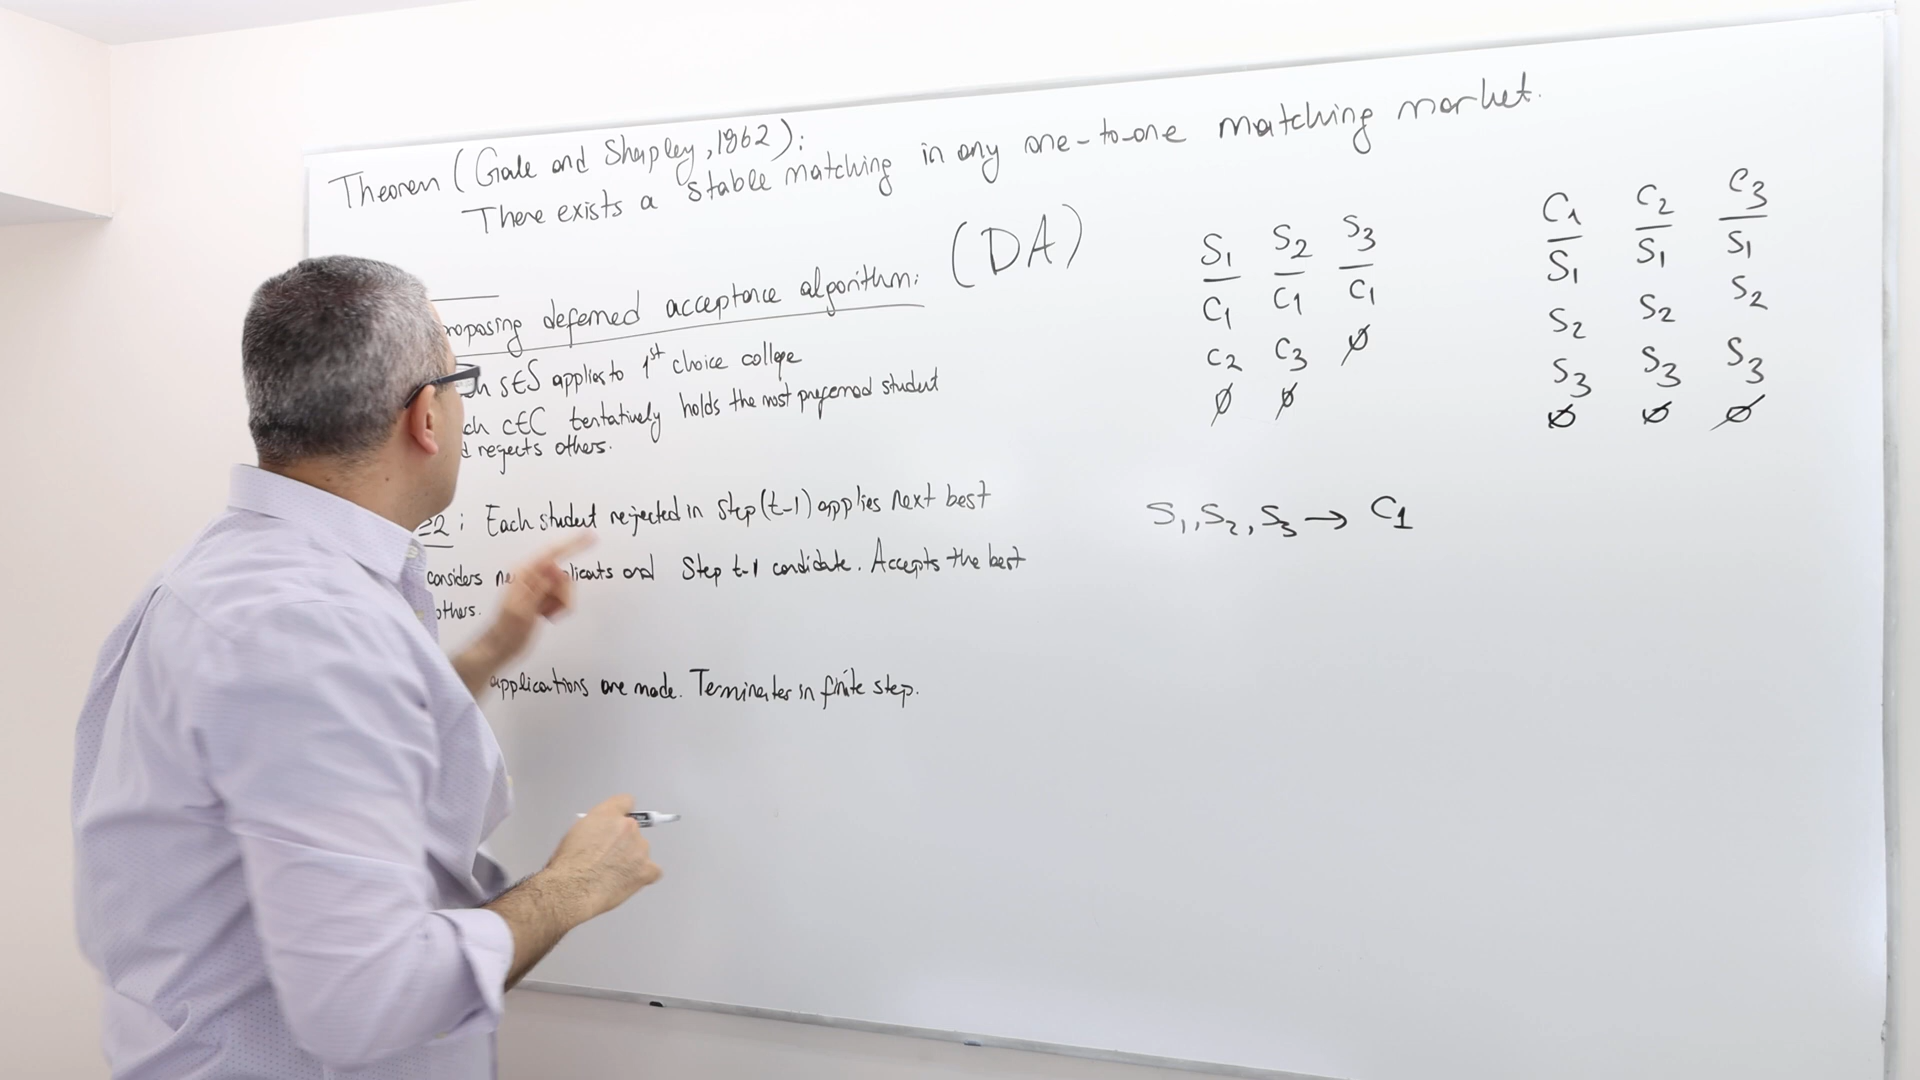 Theorem (Gale and Shapley, 1962):
There exists a stable matching in any one-to-one matching market.
proposing deferred acceptance algorithm: (DA)
s∈S applies to 1st choice college
c∈C tentatively holds the most preferred student
rejects others.
≥2: Each student rejected in Step (t-1) applies next best
considers and Step t-1 candidate. Accepts the best
others.
applications are made. Terminates in finite step.
S1 S2 S3
C1 C1 C1
C2 C3 ∅
∅ ∅
C1 C2 C3
S1 S1 S1
S2 S2 S2
S3 S3 S3
∅ ∅ ∅
S1, S2, S3 → C1